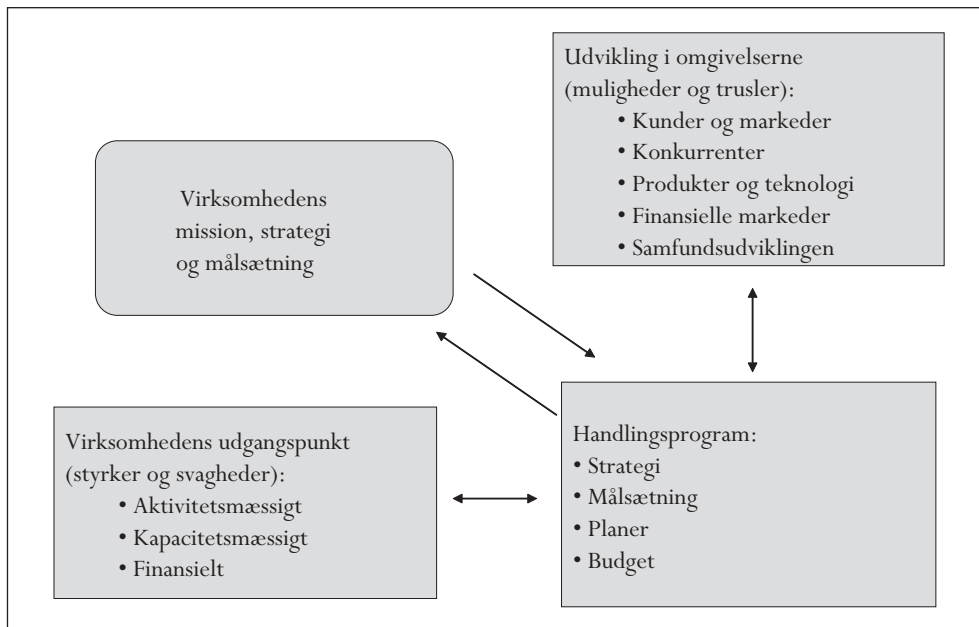 Udvikling i omgivelserne
(muligheder og trusler):
• Kunder og markeder
• Konkurrenter
• Produkter og teknologi
• Finansielle markeder
• Samfundsudviklingen
Virksomhedens
mission, strategi
og målsætning
Virksomhedens udgangspunkt
(styrker og svagheder):
• Aktivitetsmæssigt
• Kapacitetsmæssigt
• Finansielt
Handlingsprogram:
• Strategi
• Målsætning
• Planer
• Budget